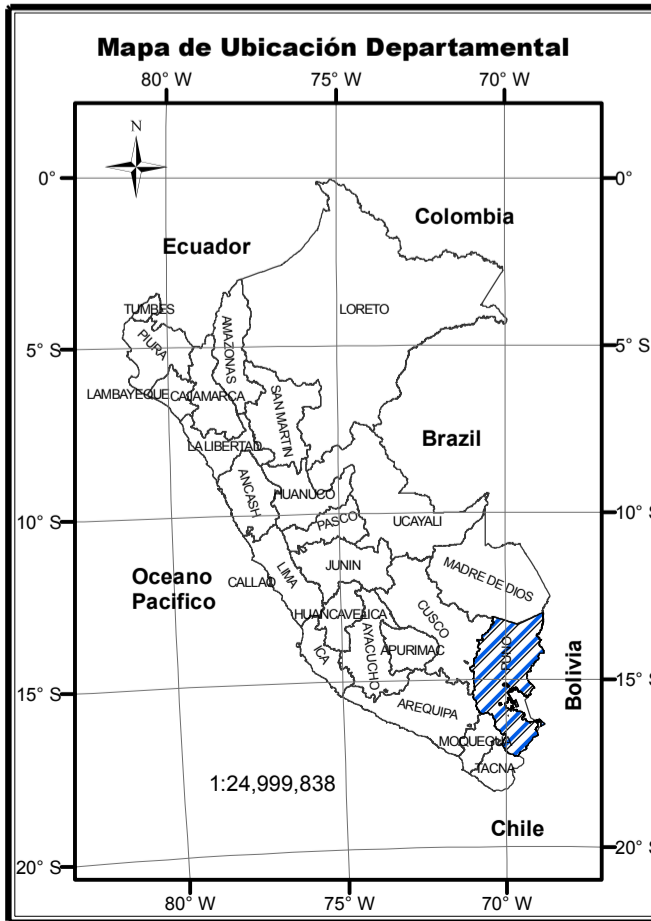 Mapa de Ubicación Departamental
80° W
75° W
70° W
N
0°
0°
Colombia
Ecuador
TUMBES
LORETO
PIURA
AMAZONAS
5° S
5° S
LAMBAYEQUE
CAJAMARCA
SAN MARTIN
LA LIBERTAD
Brazil
ANCASH
HUANUCO
10° S
PASCO
UCAYALI
10° S
Oceano
Pacifico
CALLAO
LIMA
JUNIN
MADRE DE DIOS
HUANCAVELICA
CUSCO
ICA
AYACUCHO
APURIMAC
PUNO
Bolivia
15° S
15° S
AREQUIPA
MOQUEGUA
TACNA
1:24,999,838
Chile
20° S
20° S
80° W
75° W
70° W